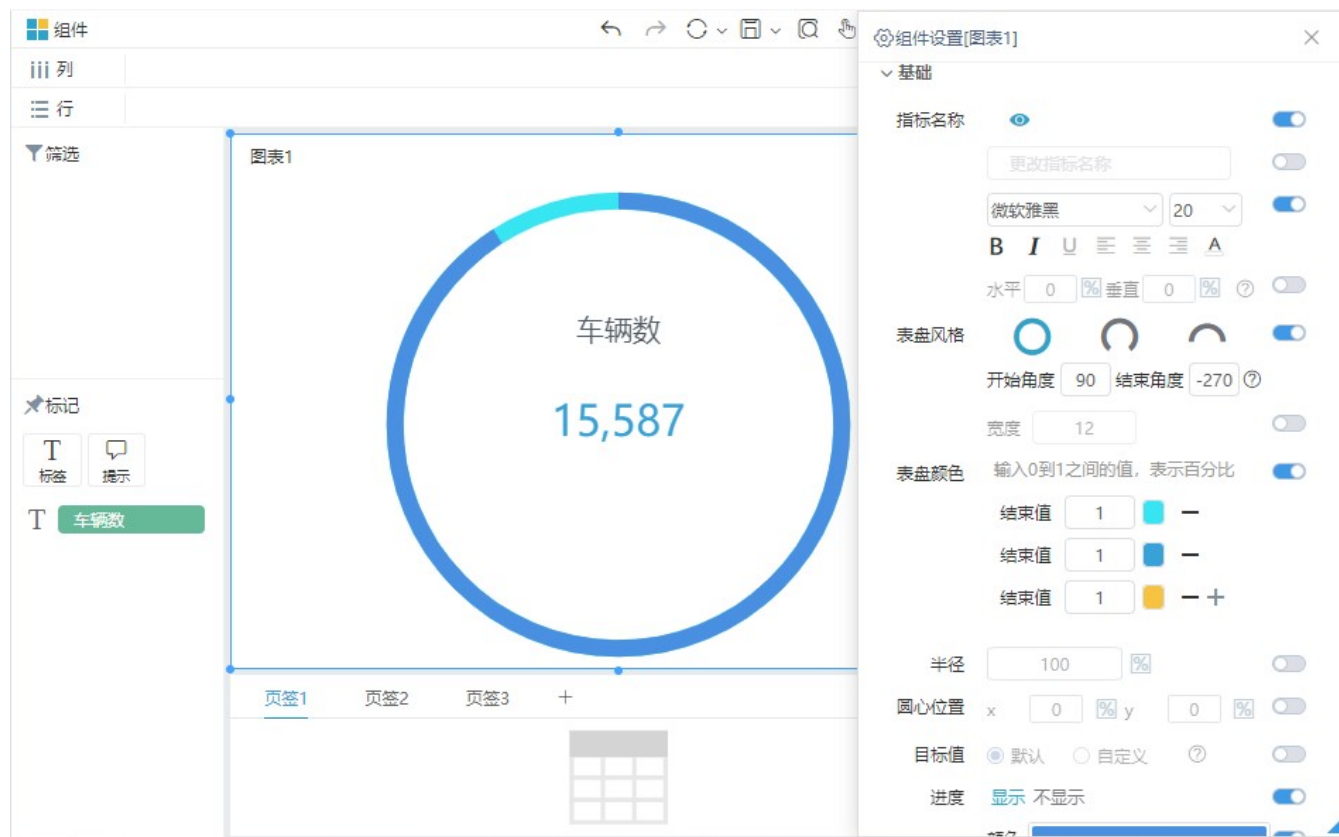 组件
列
行
筛选
图表1
车辆数
15,587
标记
T
标签
提示
T 车辆数
页签1 页签2 页签3 +
组件设置[图表1]
基础
指标名称
更改指标名称
微软雅黑 20
B I U A
水平 0 % 垂直 0 % ?
表盘风格
开始角度 90 结束角度 -270 ?
宽度 12
表盘颜色 输入0到1之间的值，表示百分比
结束值 1
结束值 1
结束值 1
半径 100 %
圆心位置 x 0 % y 0 %
目标值 默认 自定义 ?
进度 显示 不显示
颜色